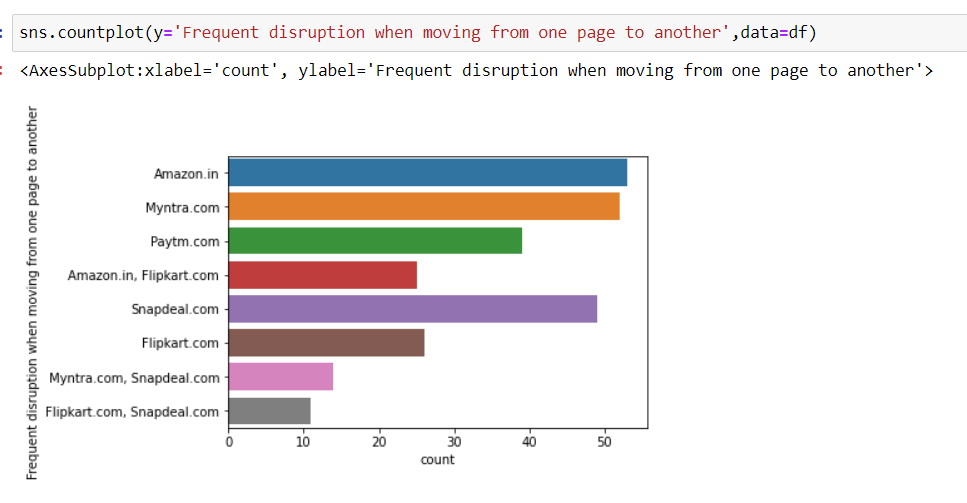 sns.countplot(y='Frequent disruption when moving from one page to another',data=df)
<AxesSubplot:xlabel='count', ylabel='Frequent disruption when moving from one page to another'>
Frequent disruption when moving from one page to another
Amazon.in
Myntra.com
Paytm.com
Amazon.in, Flipkart.com
Snapdeal.com
Flipkart.com
Myntra.com, Snapdeal.com
Flipkart.com, Snapdeal.com
0 10 20 30 40 50
count